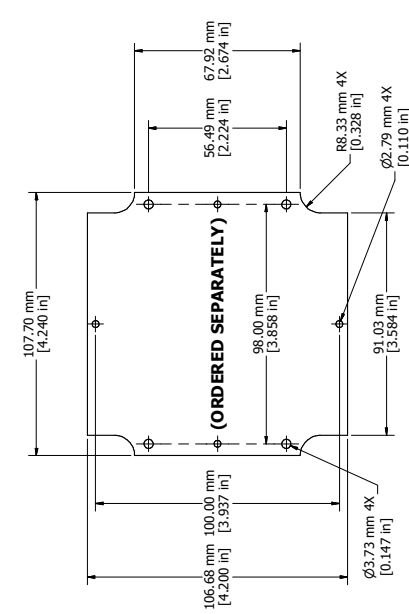 107.70 mm
[4.240 in]
67.92 mm
[2.674 in]
56.49 mm
[2.224 in]
R8.33 mm 4X
[0.328 in]
Ø2.79 mm 4X
[0.110 in]
(ORDERED SEPARATELY)
98.00 mm
[3.858 in]
91.03 mm
[3.584 in]
100.00 mm
[3.937 in]
106.68 mm
[4.200 in]
Ø3.73 mm 4X
[0.147 in]